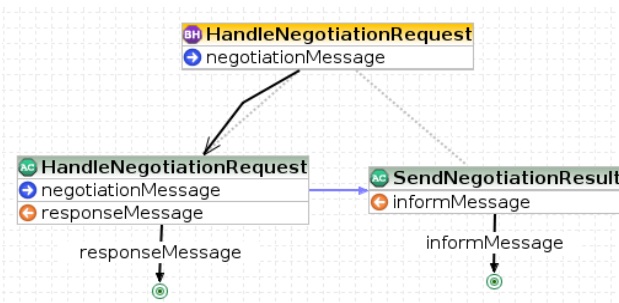 BH HandleNegotiationRequest
negotiationMessage
AC HandleNegotiationRequest
negotiationMessage
responseMessage
AC SendNegotiationResult
informMessage
responseMessage
informMessage